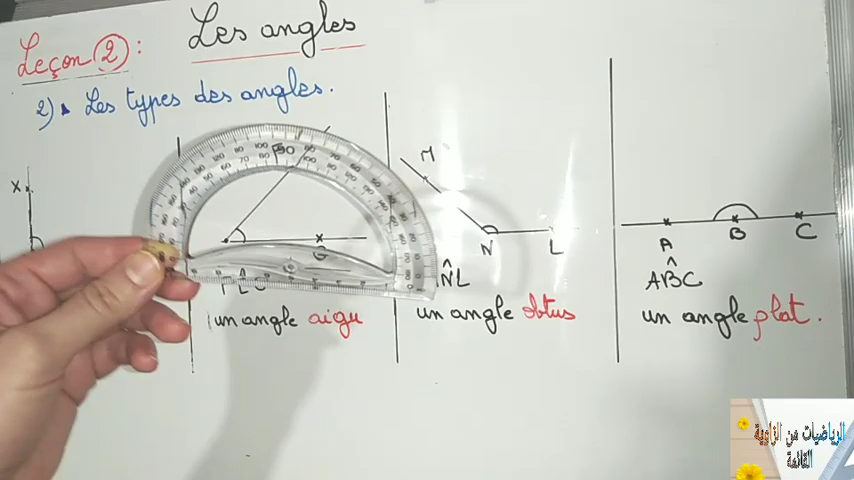 Leçon 2 :
Les angles
2) Les types des angles.
X
G
un angle aigu
M
N
L
N̂L
un angle obtus
A
B
C
AB̂C
un angle plat.
الرياضيات من الزاوية
القائمة